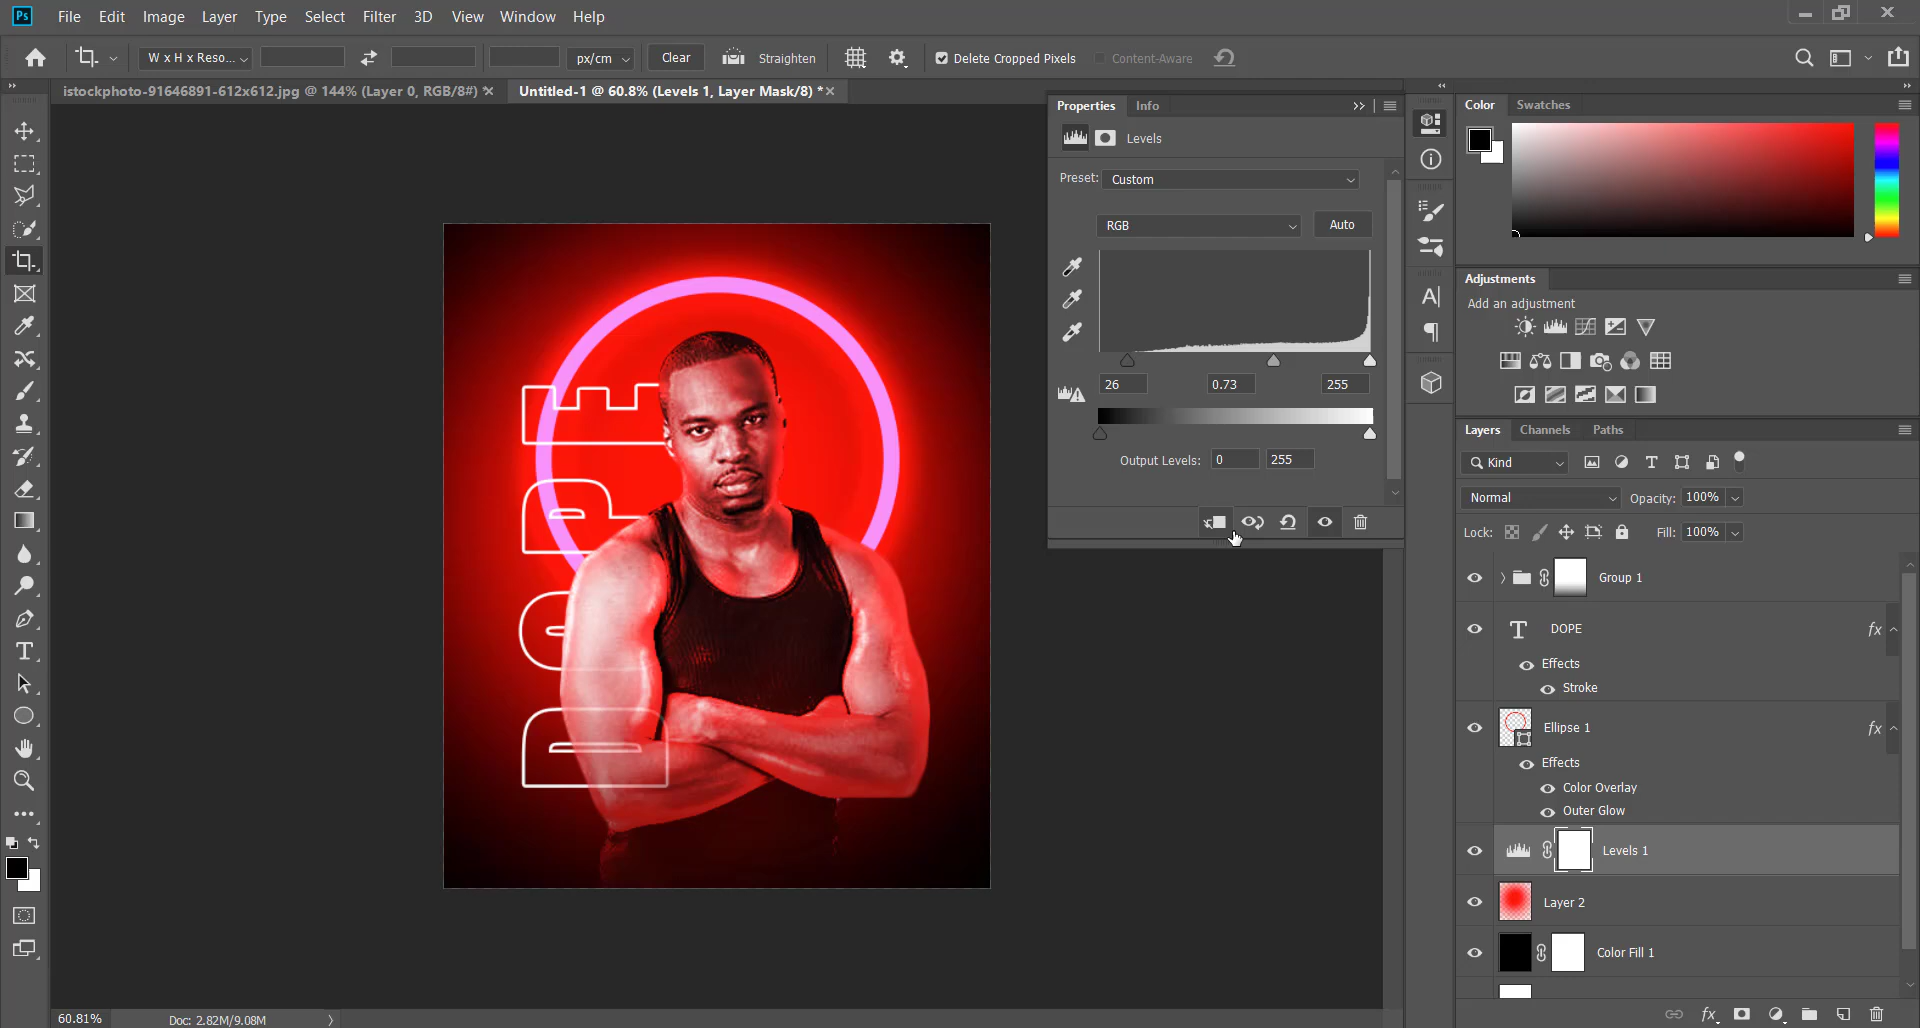 Ps File Edit Image Layer Type Select Filter 3D View Window Help
W x H x Reso... px/cm Clear Straighten Delete Cropped Pixels Content-Aware
istockphoto-91646891-612x612.jpg @ 144% (Layer 0, RGB/8#) * Untitled-1 @ 60.8% (Levels 1, Layer Mask/8) *
Properties Info
Levels
Preset: Custom
RGB Auto
26 0.73 255
Output Levels: 0 255
Color Swatches
Adjustments
Add an adjustment
Layers Channels Paths
Kind
Normal Opacity: 100%
Lock: Fill: 100%
Group 1
DOPE fx
Effects
Stroke
Ellipse 1 fx
Effects
Color Overlay
Outer Glow
Levels 1
Layer 2
Color Fill 1
fx
DOPE
60.81% Doc: 2.82M/9.08M